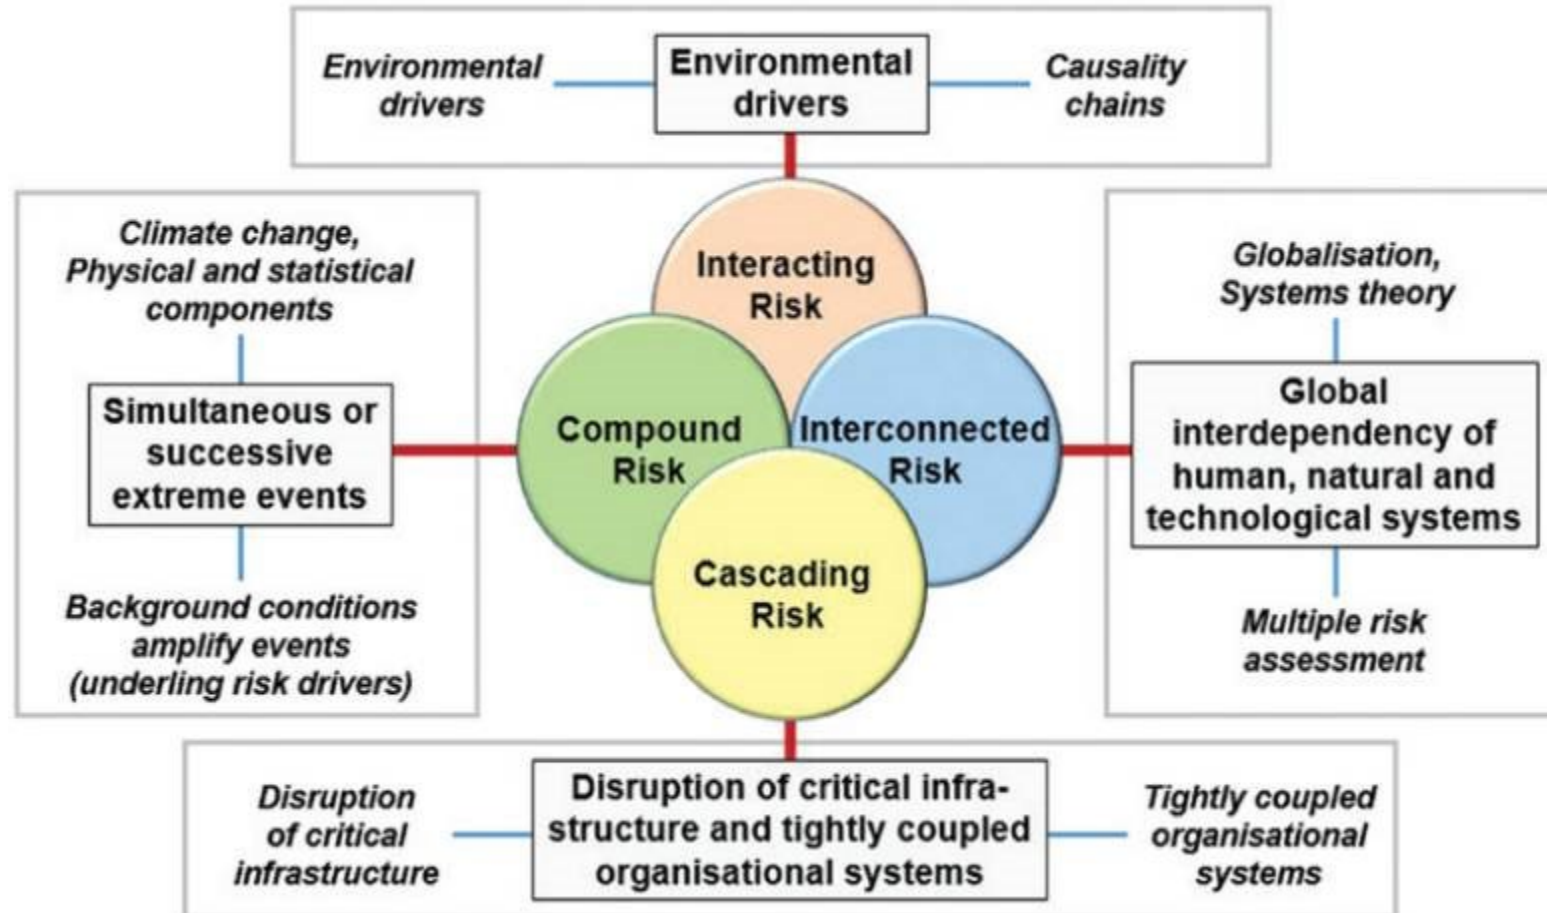 Environmental
drivers
Environmental
drivers
Causality
chains
Climate change,
Physical and statistical
components
Simultaneous or
successive
extreme events
Background conditions
amplify events
(underling risk drivers)
Interacting
Risk
Compound
Risk
Interconnected
Risk
Cascading
Risk
Globalisation,
Systems theory
Global
interdependency of
human, natural and
technological systems
Multiple risk
assessment
Disruption
of critical
infrastructure
Disruption of critical infra-
structure and tightly coupled
organisational systems
Tightly coupled
organisational
systems